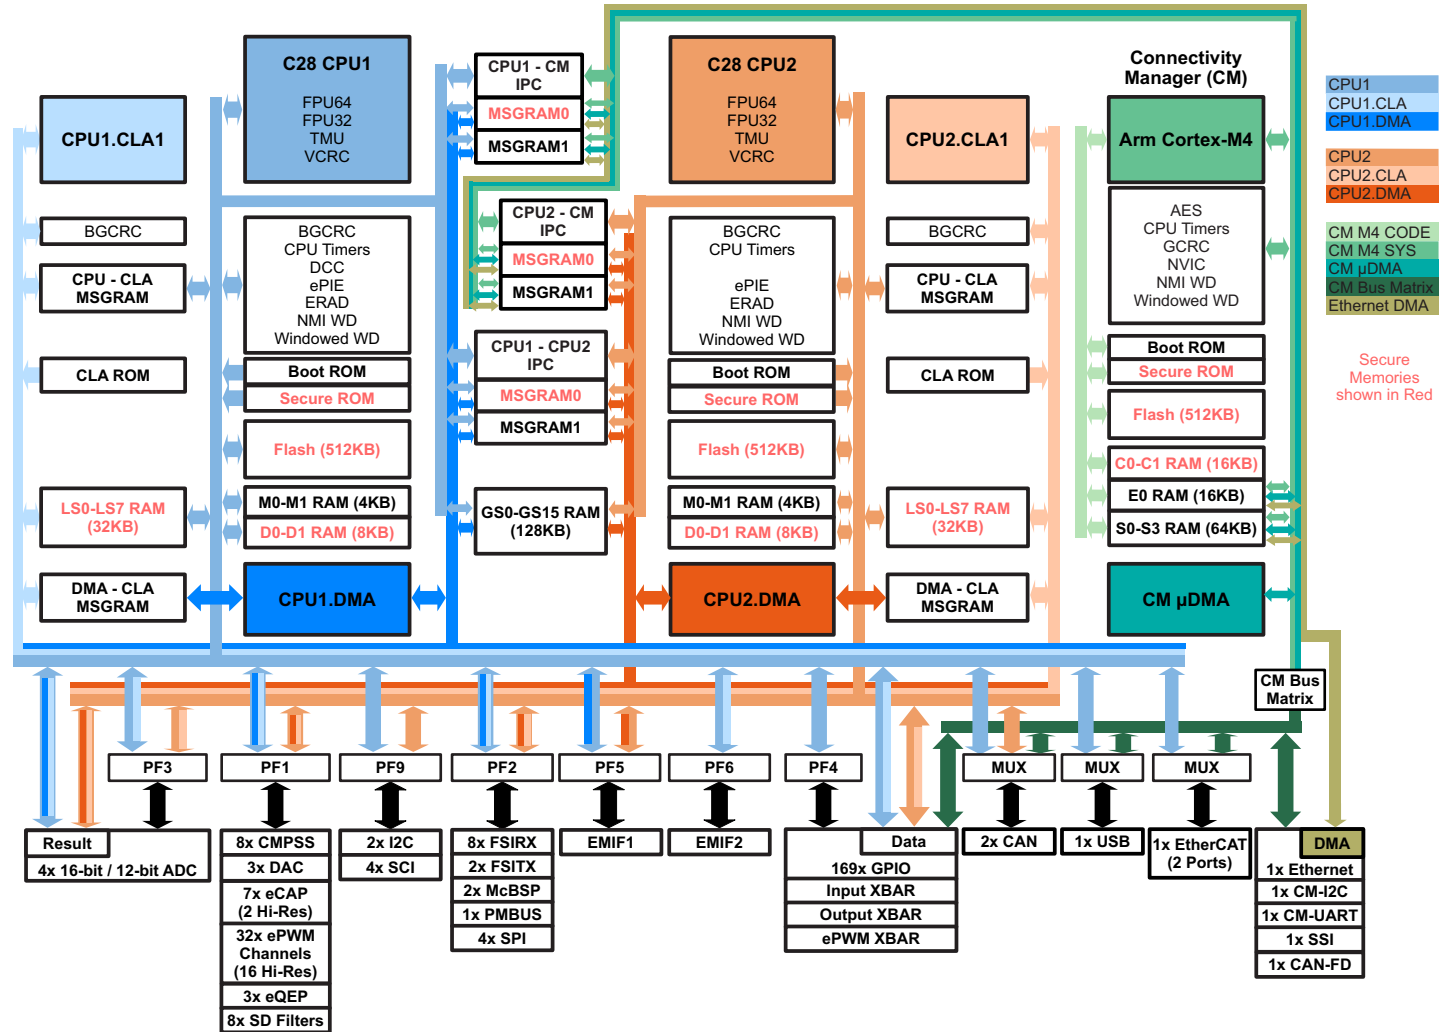 C28 CPU1
FPU64
FPU32
TMU
VCRC
CPU1.CLA1
BGCRC
CPU - CLA
MSGRAM
CLA ROM
LS0-LS7 RAM
(32KB)
DMA - CLA
MSGRAM
BGCRC
CPU Timers
DCC
ePIE
ERAD
NMI WD
Windowed WD
Boot ROM
Secure ROM
Flash (512KB)
M0-M1 RAM (4KB)
D0-D1 RAM (8KB)
CPU1.DMA
CPU1 - CM
IPC
MSGRAM0
MSGRAM1
CPU2 - CM
IPC
MSGRAM0
MSGRAM1
CPU1 - CPU2
IPC
MSGRAM0
MSGRAM1
GS0-GS15 RAM
(128KB)
C28 CPU2
FPU64
FPU32
TMU
VCRC
BGCRC
CPU Timers
ePIE
ERAD
NMI WD
Windowed WD
Boot ROM
Secure ROM
Flash (512KB)
M0-M1 RAM (4KB)
D0-D1 RAM (8KB)
CPU2.DMA
CPU2.CLA1
BGCRC
CPU - CLA
MSGRAM
CLA ROM
LS0-LS7 RAM
(32KB)
DMA - CLA
MSGRAM
Connectivity
Manager (CM)
Arm Cortex-M4
AES
CPU Timers
GCRC
NVIC
NMI WD
Windowed WD
Boot ROM
Secure ROM
Flash (512KB)
C0-C1 RAM (16KB)
E0 RAM (16KB)
S0-S3 RAM (64KB)
CM μDMA
CPU1
CPU1.CLA
CPU1.DMA
CPU2
CPU2.CLA
CPU2.DMA
CM M4 CODE
CM M4 SYS
CM μDMA
CM Bus Matrix
Ethernet DMA
Secure
Memories
shown in Red
CM Bus
Matrix
PF3
PF1
PF9
PF2
PF5
PF6
PF4
MUX
MUX
MUX
Result
4x 16-bit / 12-bit ADC
8x CMPSS
3x DAC
7x eCAP
(2 Hi-Res)
32x ePWM
Channels
(16 Hi-Res)
3x eQEP
8x SD Filters
2x I2C
4x SCI
8x FSIRX
2x FSITX
2x McBSP
1x PMBUS
4x SPI
EMIF1
EMIF2
Data
169x GPIO
Input XBAR
Output XBAR
ePWM XBAR
2x CAN
1x USB
1x EtherCAT
(2 Ports)
DMA
1x Ethernet
1x CM-I2C
1x CM-UART
1x SSI
1x CAN-FD